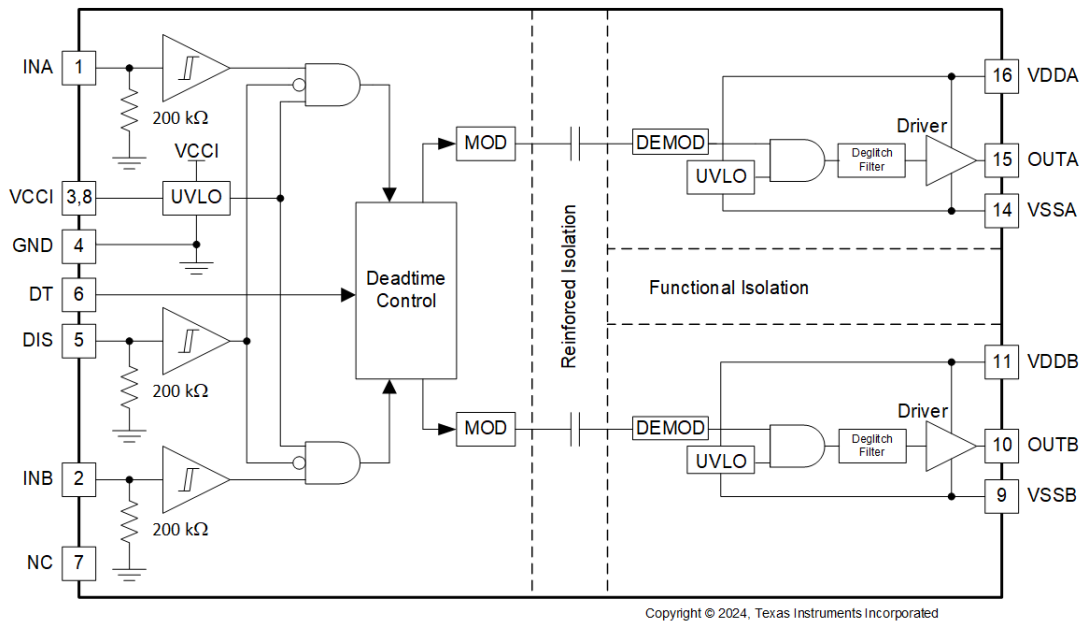 INA
1
200 kΩ
VCCI
VCCI
3,8
UVLO
GND
4
DT
6
DIS
5
200 kΩ
INB
2
200 kΩ
NC
7
Deadtime
Control
MOD
MOD
Reinforced Isolation
DEMOD
UVLO
Deglitch
Filter
Driver
16
VDDA
15
OUTA
14
VSSA
Functional Isolation
DEMOD
UVLO
Deglitch
Filter
Driver
11
VDDB
10
OUTB
9
VSSB
Copyright © 2024, Texas Instruments Incorporated